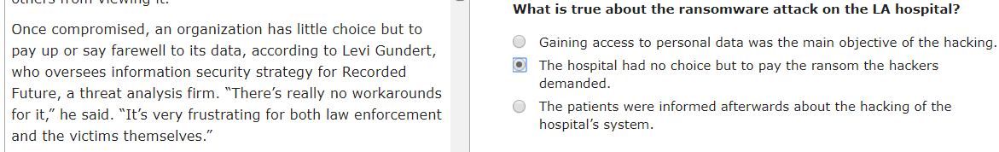 Once compromised, an organization has little choice but to
pay up or say farewell to its data, according to Levi Gundert,
who oversees information security strategy for Recorded
Future, a threat analysis firm. “There’s really no workarounds
for it,” he said. “It’s very frustrating for both law enforcement
and the victims themselves.”
What is true about the ransomware attack on the LA hospital?
Gaining access to personal data was the main objective of the hacking.
The hospital had no choice but to pay the ransom the hackers
demanded.
The patients were informed afterwards about the hacking of the
hospital’s system.